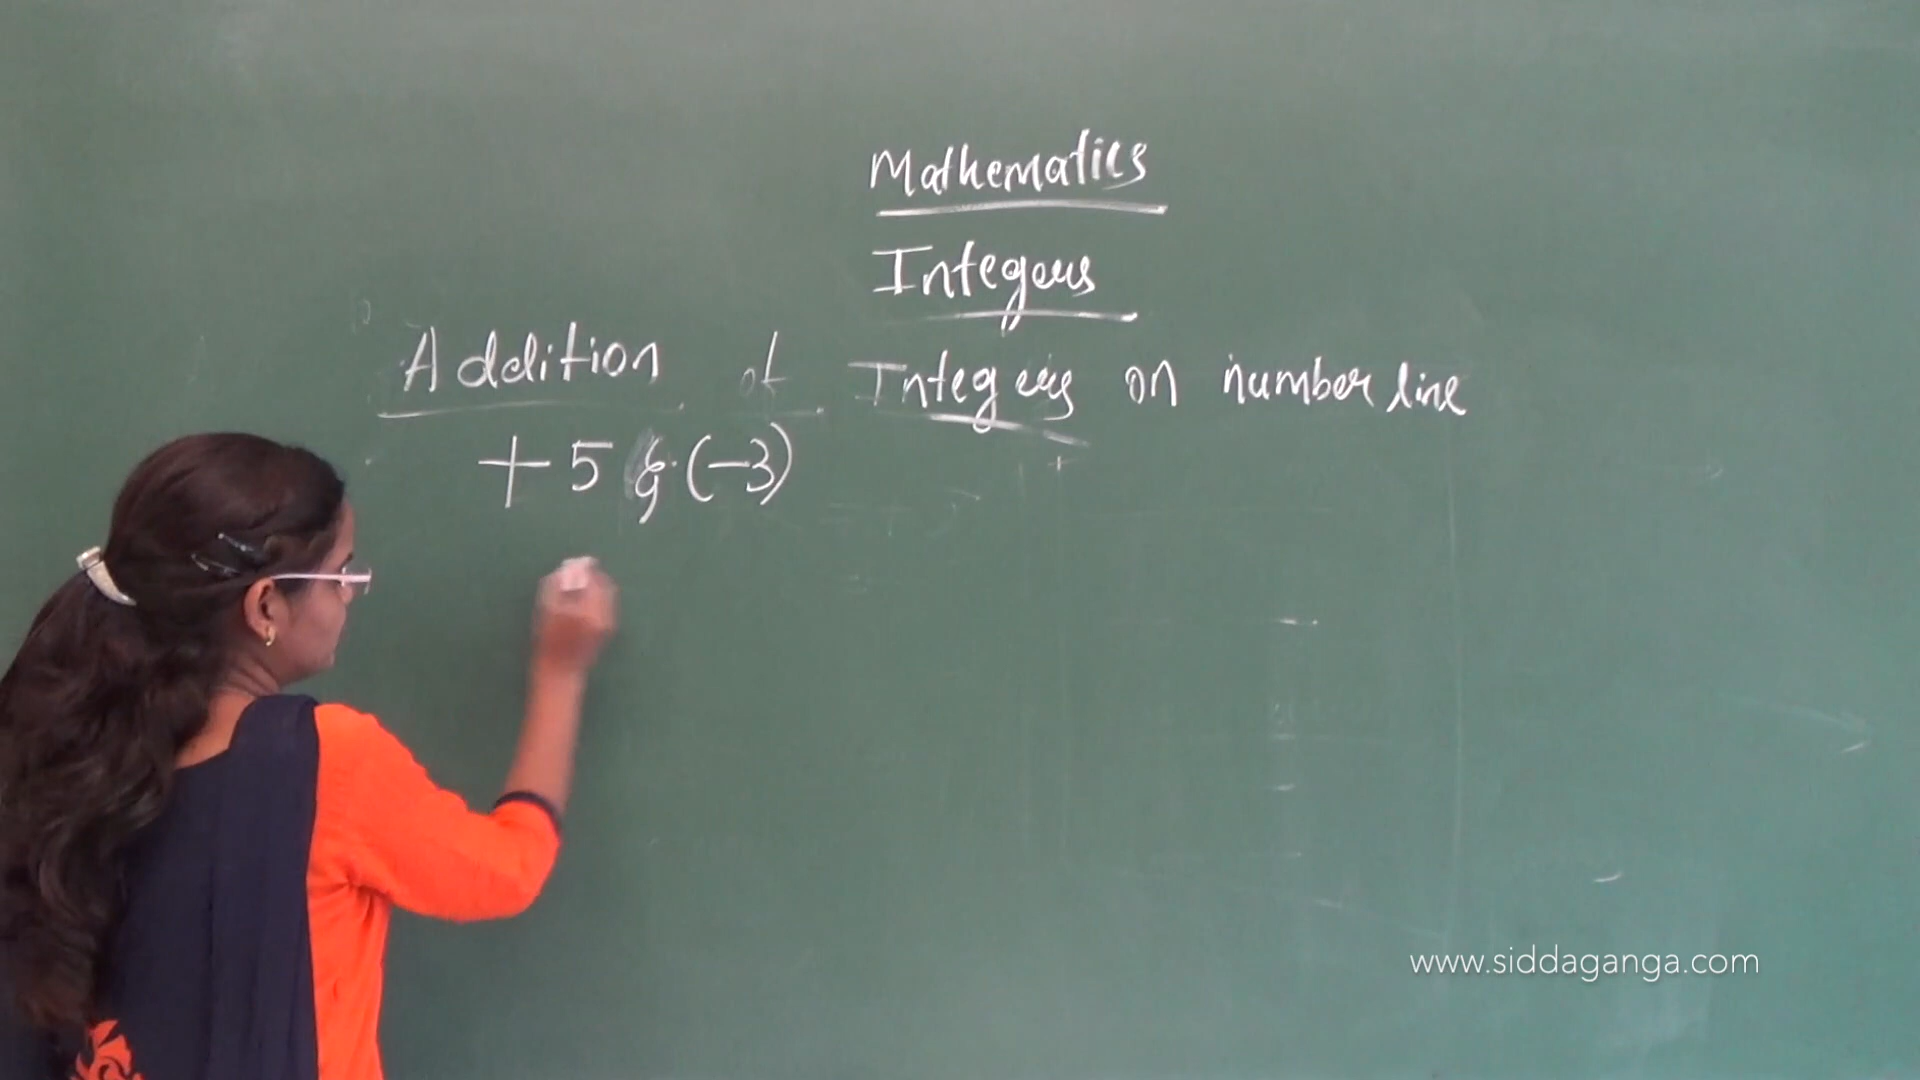 Mathematics
Integers
Addition of Integers on number line
+5 & (-3)
www.siddaganga.com